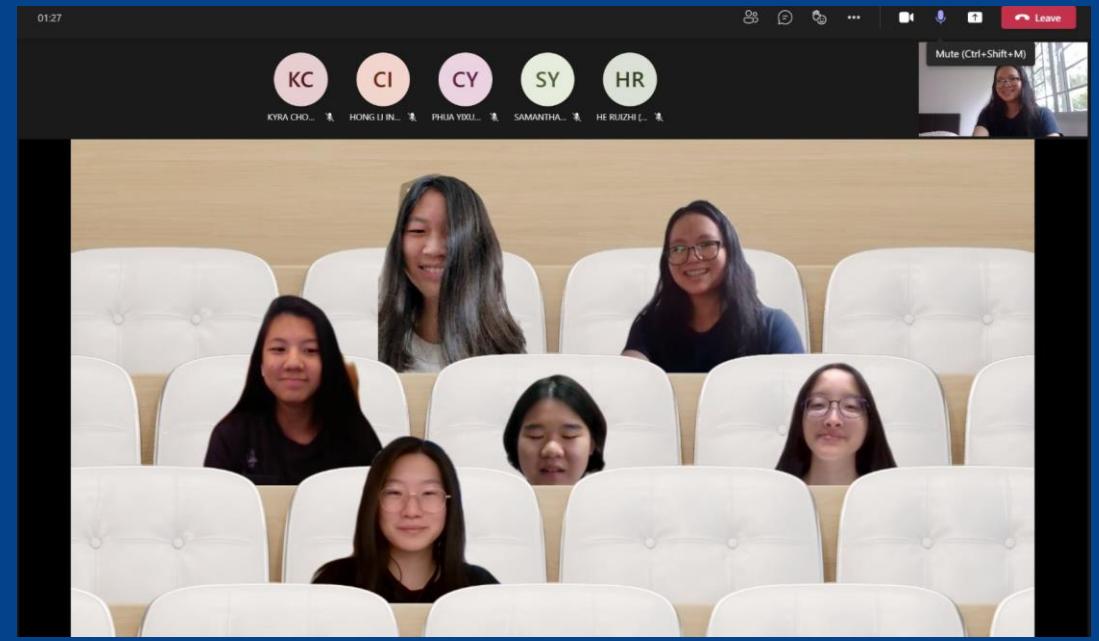 01:27
Leave
Mute (Ctrl+Shift+M)
KC CI CY SY HR
KYRA CHO... HONG LI IN... PHUA YIXU... SAMANTHA... HE RUIZHI (...